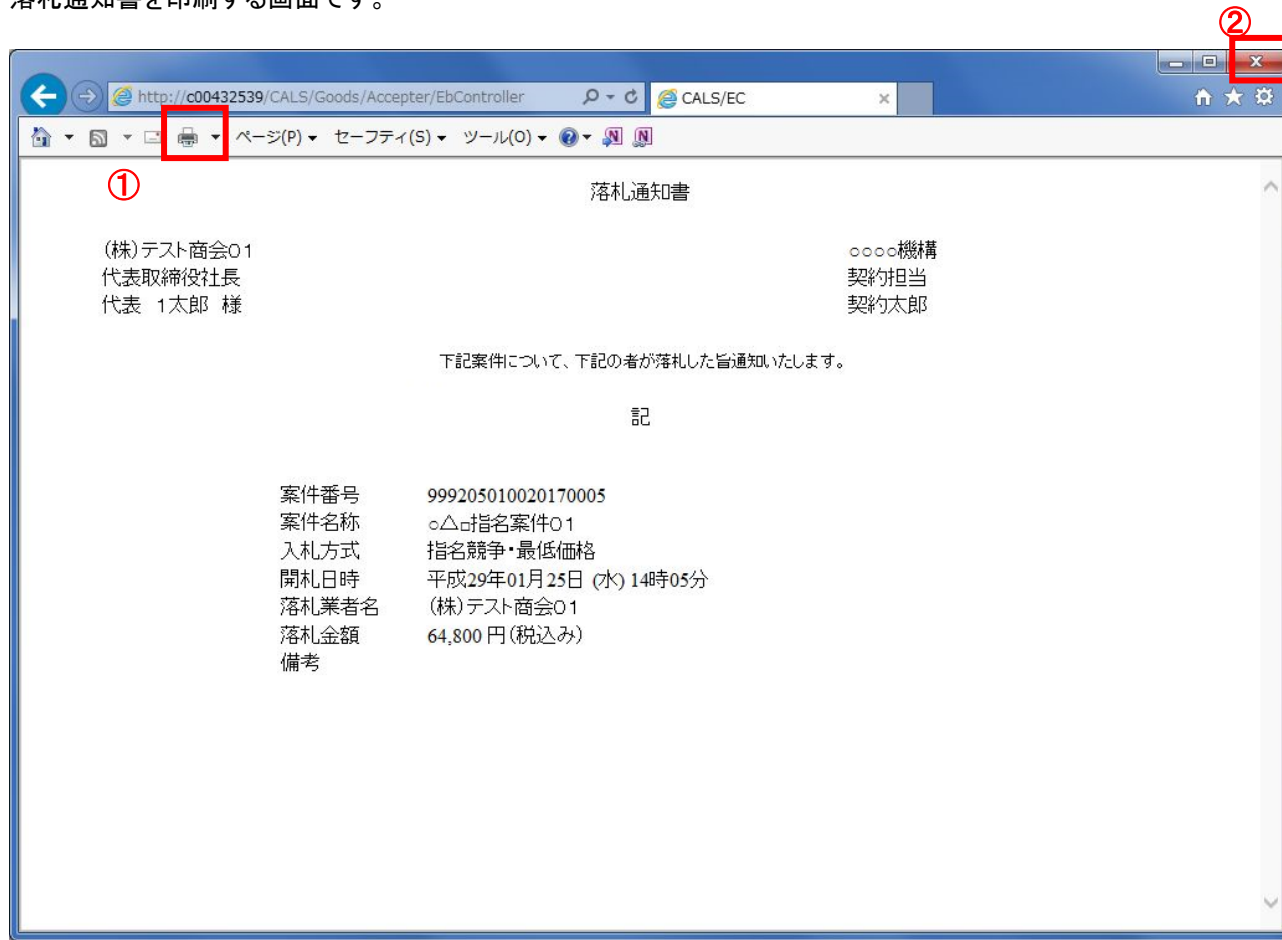 落札通知書を印刷する画面です。
②
http://c00432539/CALS/Goods/Accepter/EbController
CALS/EC
ページ(P) セーフティ(S) ツール(O)
①
落札通知書
(株)テスト商会01
代表取締役社長
代表 1太郎 様
○○○○機構
契約担当
契約太郎
下記案件について、下記の者が落札した旨通知いたします。
記
案件番号 999205010020170005
案件名称 ○△□指名案件01
入札方式 指名競争・最低価格
開札日時 平成29年01月25日 (水) 14時05分
落札業者名 (株)テスト商会01
落札金額 64,800 円(税込み)
備考